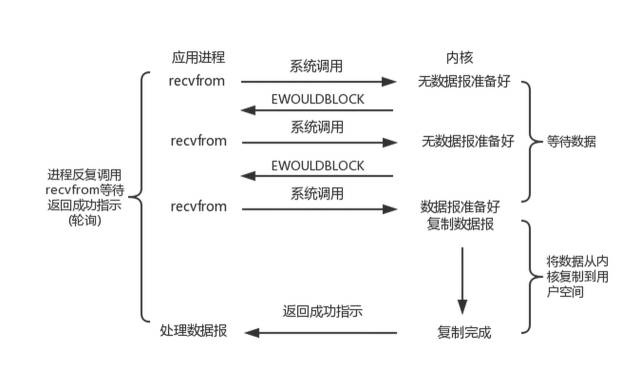 应用进程
内核
recvfrom
系统调用
无数据报准备好
EWOULDBLOCK
系统调用
recvfrom
无数据报准备好
等待数据
EWOULDBLOCK
进程反复调用
recvfrom等待
返回成功指示
(轮询)
系统调用
recvfrom
数据报准备好
复制数据报
将数据从内
核复制到用
户空间
返回成功指示
处理数据报
复制完成